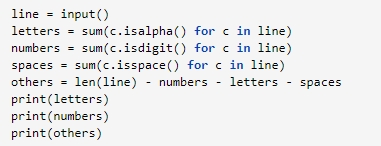 line = input()
letters = sum(c.isalpha() for c in line)
numbers = sum(c.isdigit() for c in line)
spaces = sum(c.isspace() for c in line)
others = len(line) - numbers - letters - spaces
print(letters)
print(numbers)
print(others)